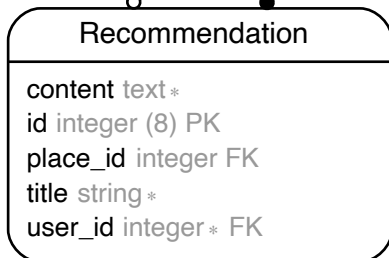 Recommendation
content text *
id integer (8) PK
place_id integer FK
title string *
user_id integer * FK